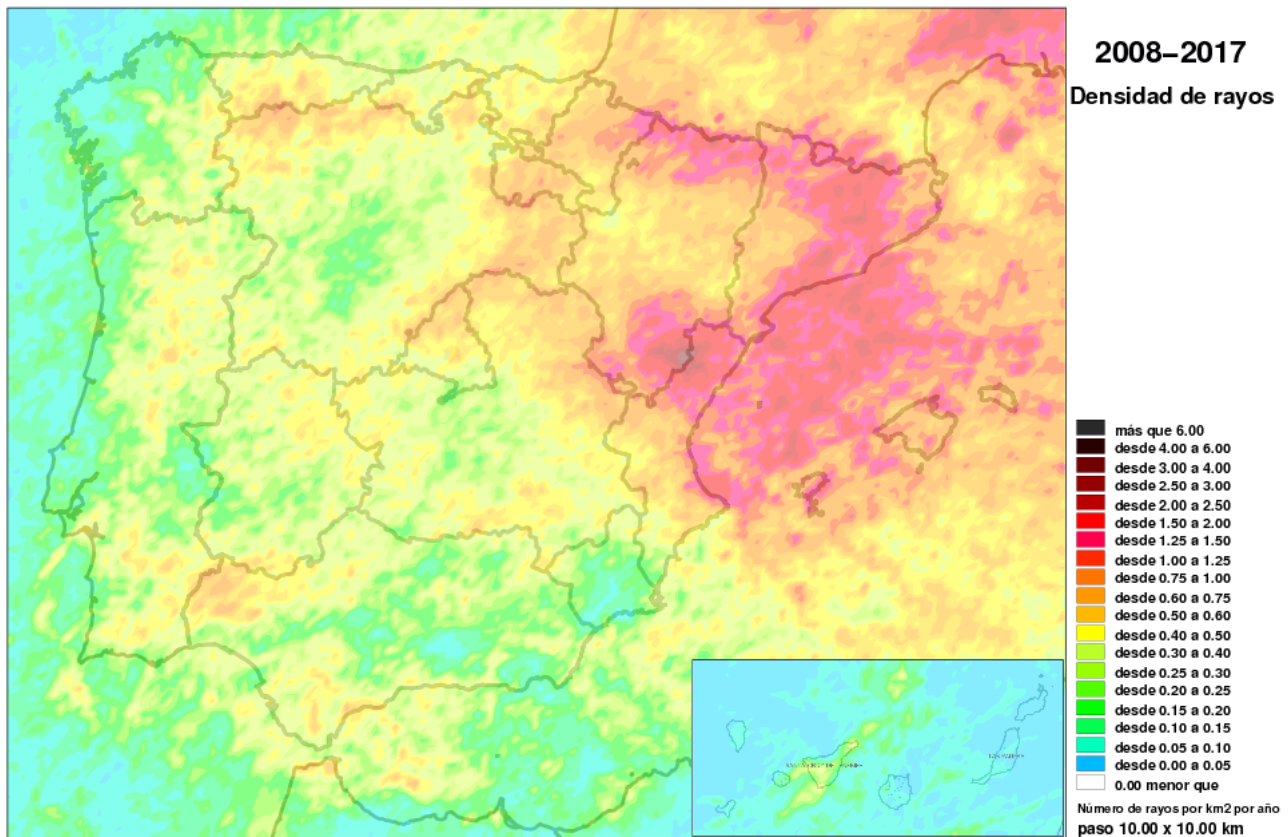 2008–2017
Densidad de rayos
más que 6.00
desde 4.00 a 6.00
desde 3.00 a 4.00
desde 2.50 a 3.00
desde 2.00 a 2.50
desde 1.50 a 2.00
desde 1.25 a 1.50
desde 1.00 a 1.25
desde 0.75 a 1.00
desde 0.60 a 0.75
desde 0.50 a 0.60
desde 0.40 a 0.50
desde 0.30 a 0.40
desde 0.25 a 0.30
desde 0.20 a 0.25
desde 0.15 a 0.20
desde 0.10 a 0.15
desde 0.05 a 0.10
desde 0.00 a 0.05
0.00 menor que
Número de rayos por km2 por año
paso 10.00 x 10.00 km